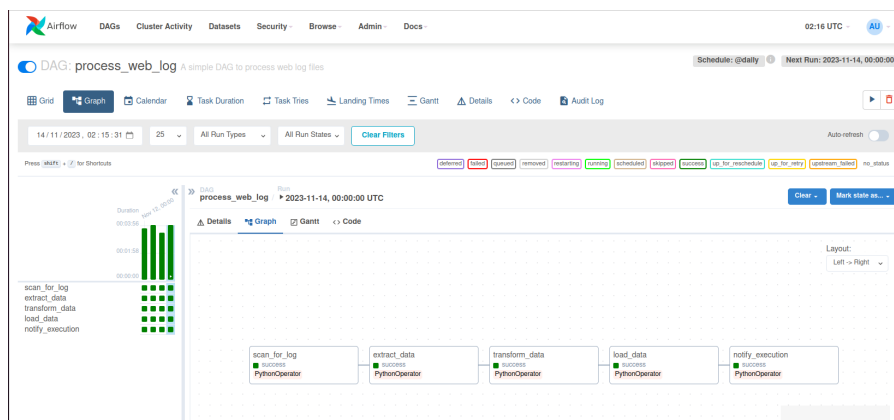 Airflow DAGs Cluster Activity Datasets Security Browse Admin Docs 02:16 UTC AU
DAG: process_web_log A simple DAG to process web log files Schedule: @daily Next Run: 2023-11-14, 00:00:00
Grid Graph Calendar Task Duration Task Tries Landing Times Gantt Details <> Code Audit Log
14/11/2023, 02:15:31 25 All Run Types All Run States Clear Filters Auto-refresh
Press shift + / for Shortcuts deferred failed queued removed restarting running scheduled skipped success up_for_reschedule up_for_retry upstream_failed no_status
DAG Run
process_web_log / 2023-11-14, 00:00:00 UTC Clear Mark state as...
Duration Nov 12, 00:00
00:03:56
00:01:58
00:00:00
Details Graph Gantt <> Code
Layout:
Left -> Right
scan_for_log
extract_data
transform_data
load_data
notify_execution
scan_for_log extract_data transform_data load_data notify_execution
success success success success success
PythonOperator PythonOperator PythonOperator PythonOperator PythonOperator